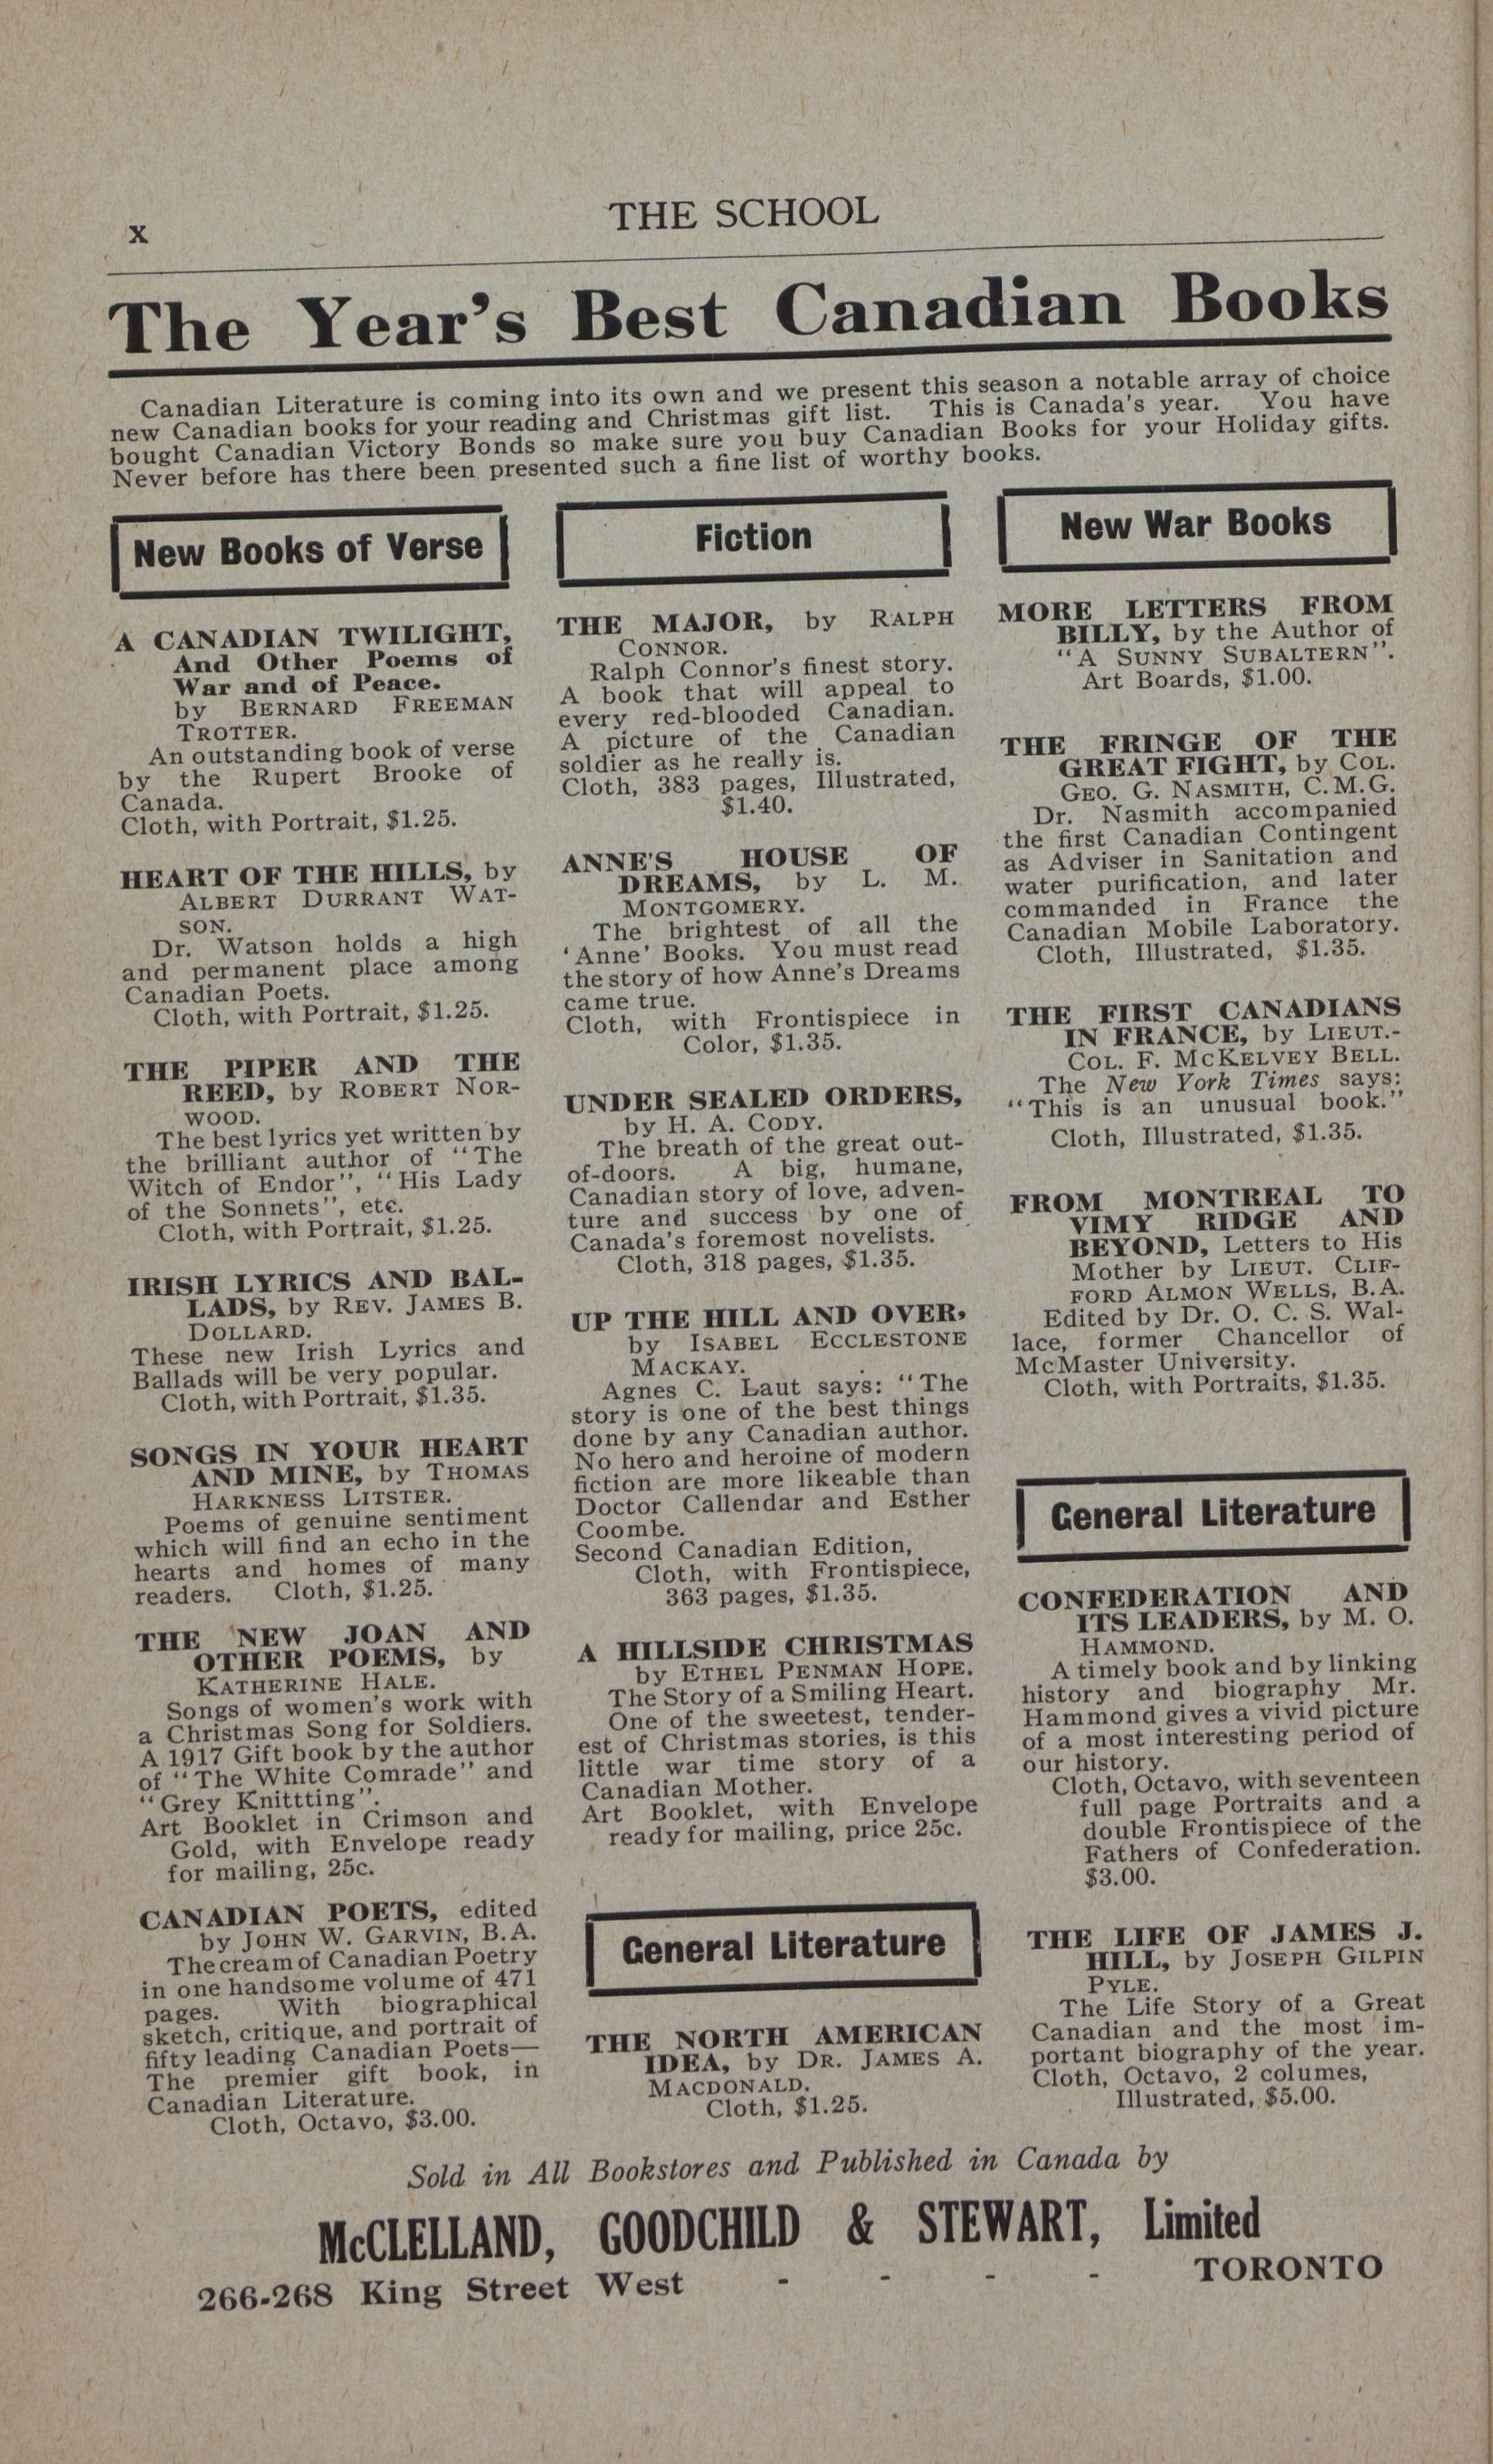 x
THE SCHOOL
The Year's Best Canadian Books
Canadian Literature is coming into its own and we present this season a notable array of choice
new Canadian books for your reading and Christmas gift list. This is Canada's year. You have
bought Canadian Victory Bonds so make sure you buy Canadian Books for your Holiday gifts.
Never before has there been presented such a fine list of worthy books.
New Books of Verse
A CANADIAN TWILIGHT,
And Other Poems of
War and of Peace.
by BERNARD FREEMAN
TROTTER.
An outstanding book of verse
by the Rupert Brooke of
Canada.
Cloth, with Portrait, $1.25.
HEART OF THE HILLS, by
ALBERT DURRANT WAT-
SON.
Dr. Watson holds a high
and permanent place among
Canadian Poets.
Cloth, with Portrait, $1.25.
THE PIPER AND THE
REED, by ROBERT NOR-
WOOD.
The best lyrics yet written by
the brilliant author of "The
Witch of Endor", "His Lady
of the Sonnets", etc.
Cloth, with Portrait, $1.25.
IRISH LYRICS AND BAL-
LADS, by REV. JAMES B.
DOLLARD.
These new Irish Lyrics and
Ballads will be very popular.
Cloth, with Portrait, $1.35.
SONGS IN YOUR HEART
AND MINE, by THOMAS
HARKNESS LITSTER.
Poems of genuine sentiment
which will find an echo in the
hearts and homes of many
readers. Cloth, $1.25.
THE NEW JOAN AND
OTHER POEMS, by
KATHERINE HALE.
Songs of women's work with
a Christmas Song for Soldiers.
A 1917 Gift book by the author
of "The White Comrade" and
"Grey Knittting".
Art Booklet in Crimson and
Gold, with Envelope ready
for mailing, 25c.
CANADIAN POETS, edited
by JOHN W. GARVIN, B.A.
The cream of Canadian Poetry
in one handsome volume of 471
pages. With biographical
sketch, critique, and portrait of
fifty leading Canadian Poets—
The premier gift book, in
Canadian Literature.
Cloth, Octavo, $3.00.
Fiction
THE MAJOR, by RALPH
CONNOR.
Ralph Connor's finest story.
A book that will appeal to
every red-blooded Canadian.
A picture of the Canadian
soldier as he really is.
Cloth, 383 pages, Illustrated,
$1.40.
ANNE'S HOUSE OF
DREAMS, by L. M.
MONTGOMERY.
The brightest of all the
'Anne' Books. You must read
the story of how Anne's Dreams
came true.
Cloth, with Frontispiece in
Color, $1.35.
UNDER SEALED ORDERS,
by H. A. CODY.
The breath of the great out-
of-doors. A big, humane,
Canadian story of love, adven-
ture and success by one of
Canada's foremost novelists.
Cloth, 318 pages, $1.35.
UP THE HILL AND OVER,
by ISABEL ECCLESTONE
MACKAY.
Agnes C. Laut says: "The
story is one of the best things
done by any Canadian author.
No hero and heroine of modern
fiction are more likeable than
Doctor Callendar and Esther
Coombe.
Second Canadian Edition,
Cloth, with Frontispiece,
363 pages, $1.35.
A HILLSIDE CHRISTMAS
by ETHEL PENMAN HOPE.
The Story of a Smiling Heart.
One of the sweetest, tender-
est of Christmas stories, is this
little war time story of a
Canadian Mother.
Art Booklet, with Envelope
ready for mailing, price 25c.
General Literature
THE NORTH AMERICAN
IDEA, by DR. JAMES A.
MACDONALD.
Cloth, $1.25.
New War Books
MORE LETTERS FROM
BILLY, by the Author of
"A SUNNY SUBALTERN".
Art Boards, $1.00.
THE FRINGE OF THE
GREAT FIGHT, by COL.
GEO. G. NASMITH, C.M.G.
Dr. Nasmith accompanied
the first Canadian Contingent
as Adviser in Sanitation and
water purification, and later
commanded in France the
Canadian Mobile Laboratory.
Cloth, Illustrated, $1.35.
THE FIRST CANADIANS
IN FRANCE, by LIEUT.-
COL. F. MCKELVEY BELL.
The New York Times says:
"This is an unusual book."
Cloth, Illustrated, $1.35.
FROM MONTREAL TO
VIMY RIDGE AND
BEYOND, Letters to His
Mother by LIEUT. CLIF-
FORD ALMON WELLS, B.A.
Edited by Dr. O. C. S. Wal-
lace, former Chancellor of
McMaster University.
Cloth, with Portraits, $1.35.
General Literature
CONFEDERATION AND
ITS LEADERS, by M. O.
HAMMOND.
A timely book and by linking
history and biography Mr.
Hammond gives a vivid picture
of a most interesting period of
our history.
Cloth, Octavo, with seventeen
full page Portraits and a
double Frontispiece of the
Fathers of Confederation.
$3.00.
THE LIFE OF JAMES J.
HILL, by JOSEPH GILPIN
PYLE.
The Life Story of a Great
Canadian and the most im-
portant biography of the year.
Cloth, Octavo, 2 columes,
Illustrated, $5.00.
Sold in All Bookstores and Published in Canada by
McCLELLAND, GOODCHILD & STEWART, Limited
266-268 King Street West - - - - TORONTO